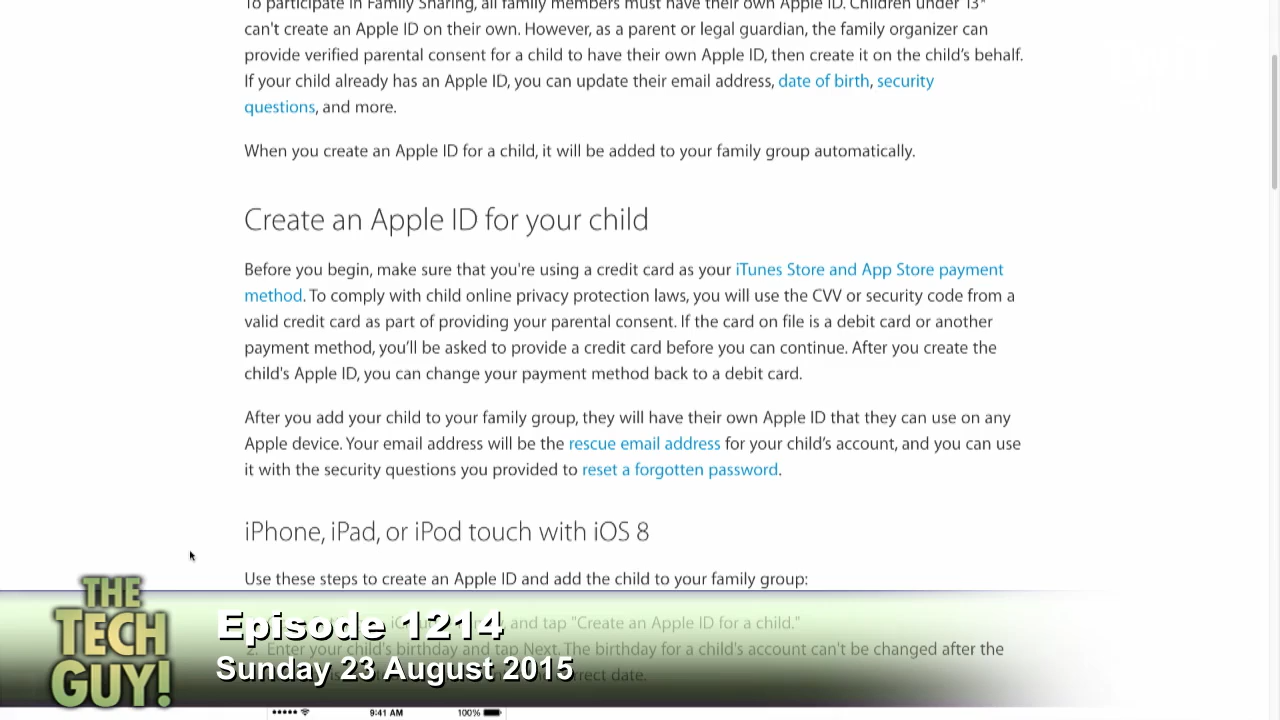 To participate in Family Sharing, all family members must have their own Apple ID. Children under 13*
can't create an Apple ID on their own. However, as a parent or legal guardian, the family organizer can
provide verified parental consent for a child to have their own Apple ID, then create it on the child's behalf.
If your child already has an Apple ID, you can update their email address, date of birth, security
questions, and more.
When you create an Apple ID for a child, it will be added to your family group automatically.
Create an Apple ID for your child
Before you begin, make sure that you're using a credit card as your iTunes Store and App Store payment
method. To comply with child online privacy protection laws, you will use the CVV or security code from a
valid credit card as part of providing your parental consent. If the card on file is a debit card or another
payment method, you'll be asked to provide a credit card before you can continue. After you create the
child's Apple ID, you can change your payment method back to a debit card.
After you add your child to your family group, they will have their own Apple ID that they can use on any
Apple device. Your email address will be the rescue email address for your child's account, and you can use
it with the security questions you provided to reset a forgotten password.
iPhone, iPad, or iPod touch with iOS 8
Use these steps to create an Apple ID and add the child to your family group:
and tap "Create an Apple ID for a child."
2. Enter your child's birthday and tap Next. The birthday for a child's account can't be changed after the
date.
9:41 AM 100%
THE
TECH
GUY!
Episode 1214
Sunday 23 August 2015